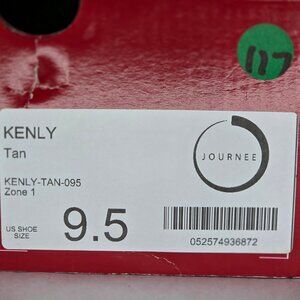 117
KENLY
Tan
JOURNEE
KENLY-TAN-095
Zone 1
US SHOE
SIZE
9.5
052574936872